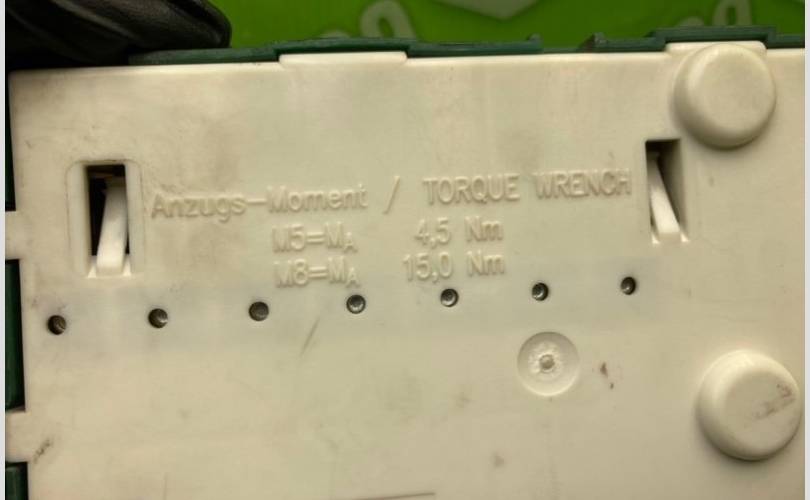 Anzugs-Moment / TORQUE WRENCH
M5=MA 4,5 Nm
M8=MA 15,0 Nm